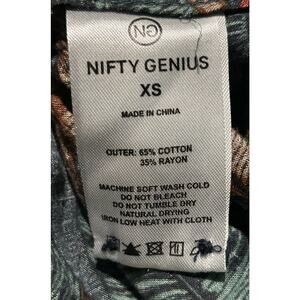 GN
NIFTY GENIUS
XS
MADE IN CHINA
OUTER: 65% COTTON
35% RAYON
MACHINE SOFT WASH COLD
DO NOT BLEACH
DO NOT TUMBLE DRY
NATURAL DRYING
IRON LOW HEAT WITH CLOTH